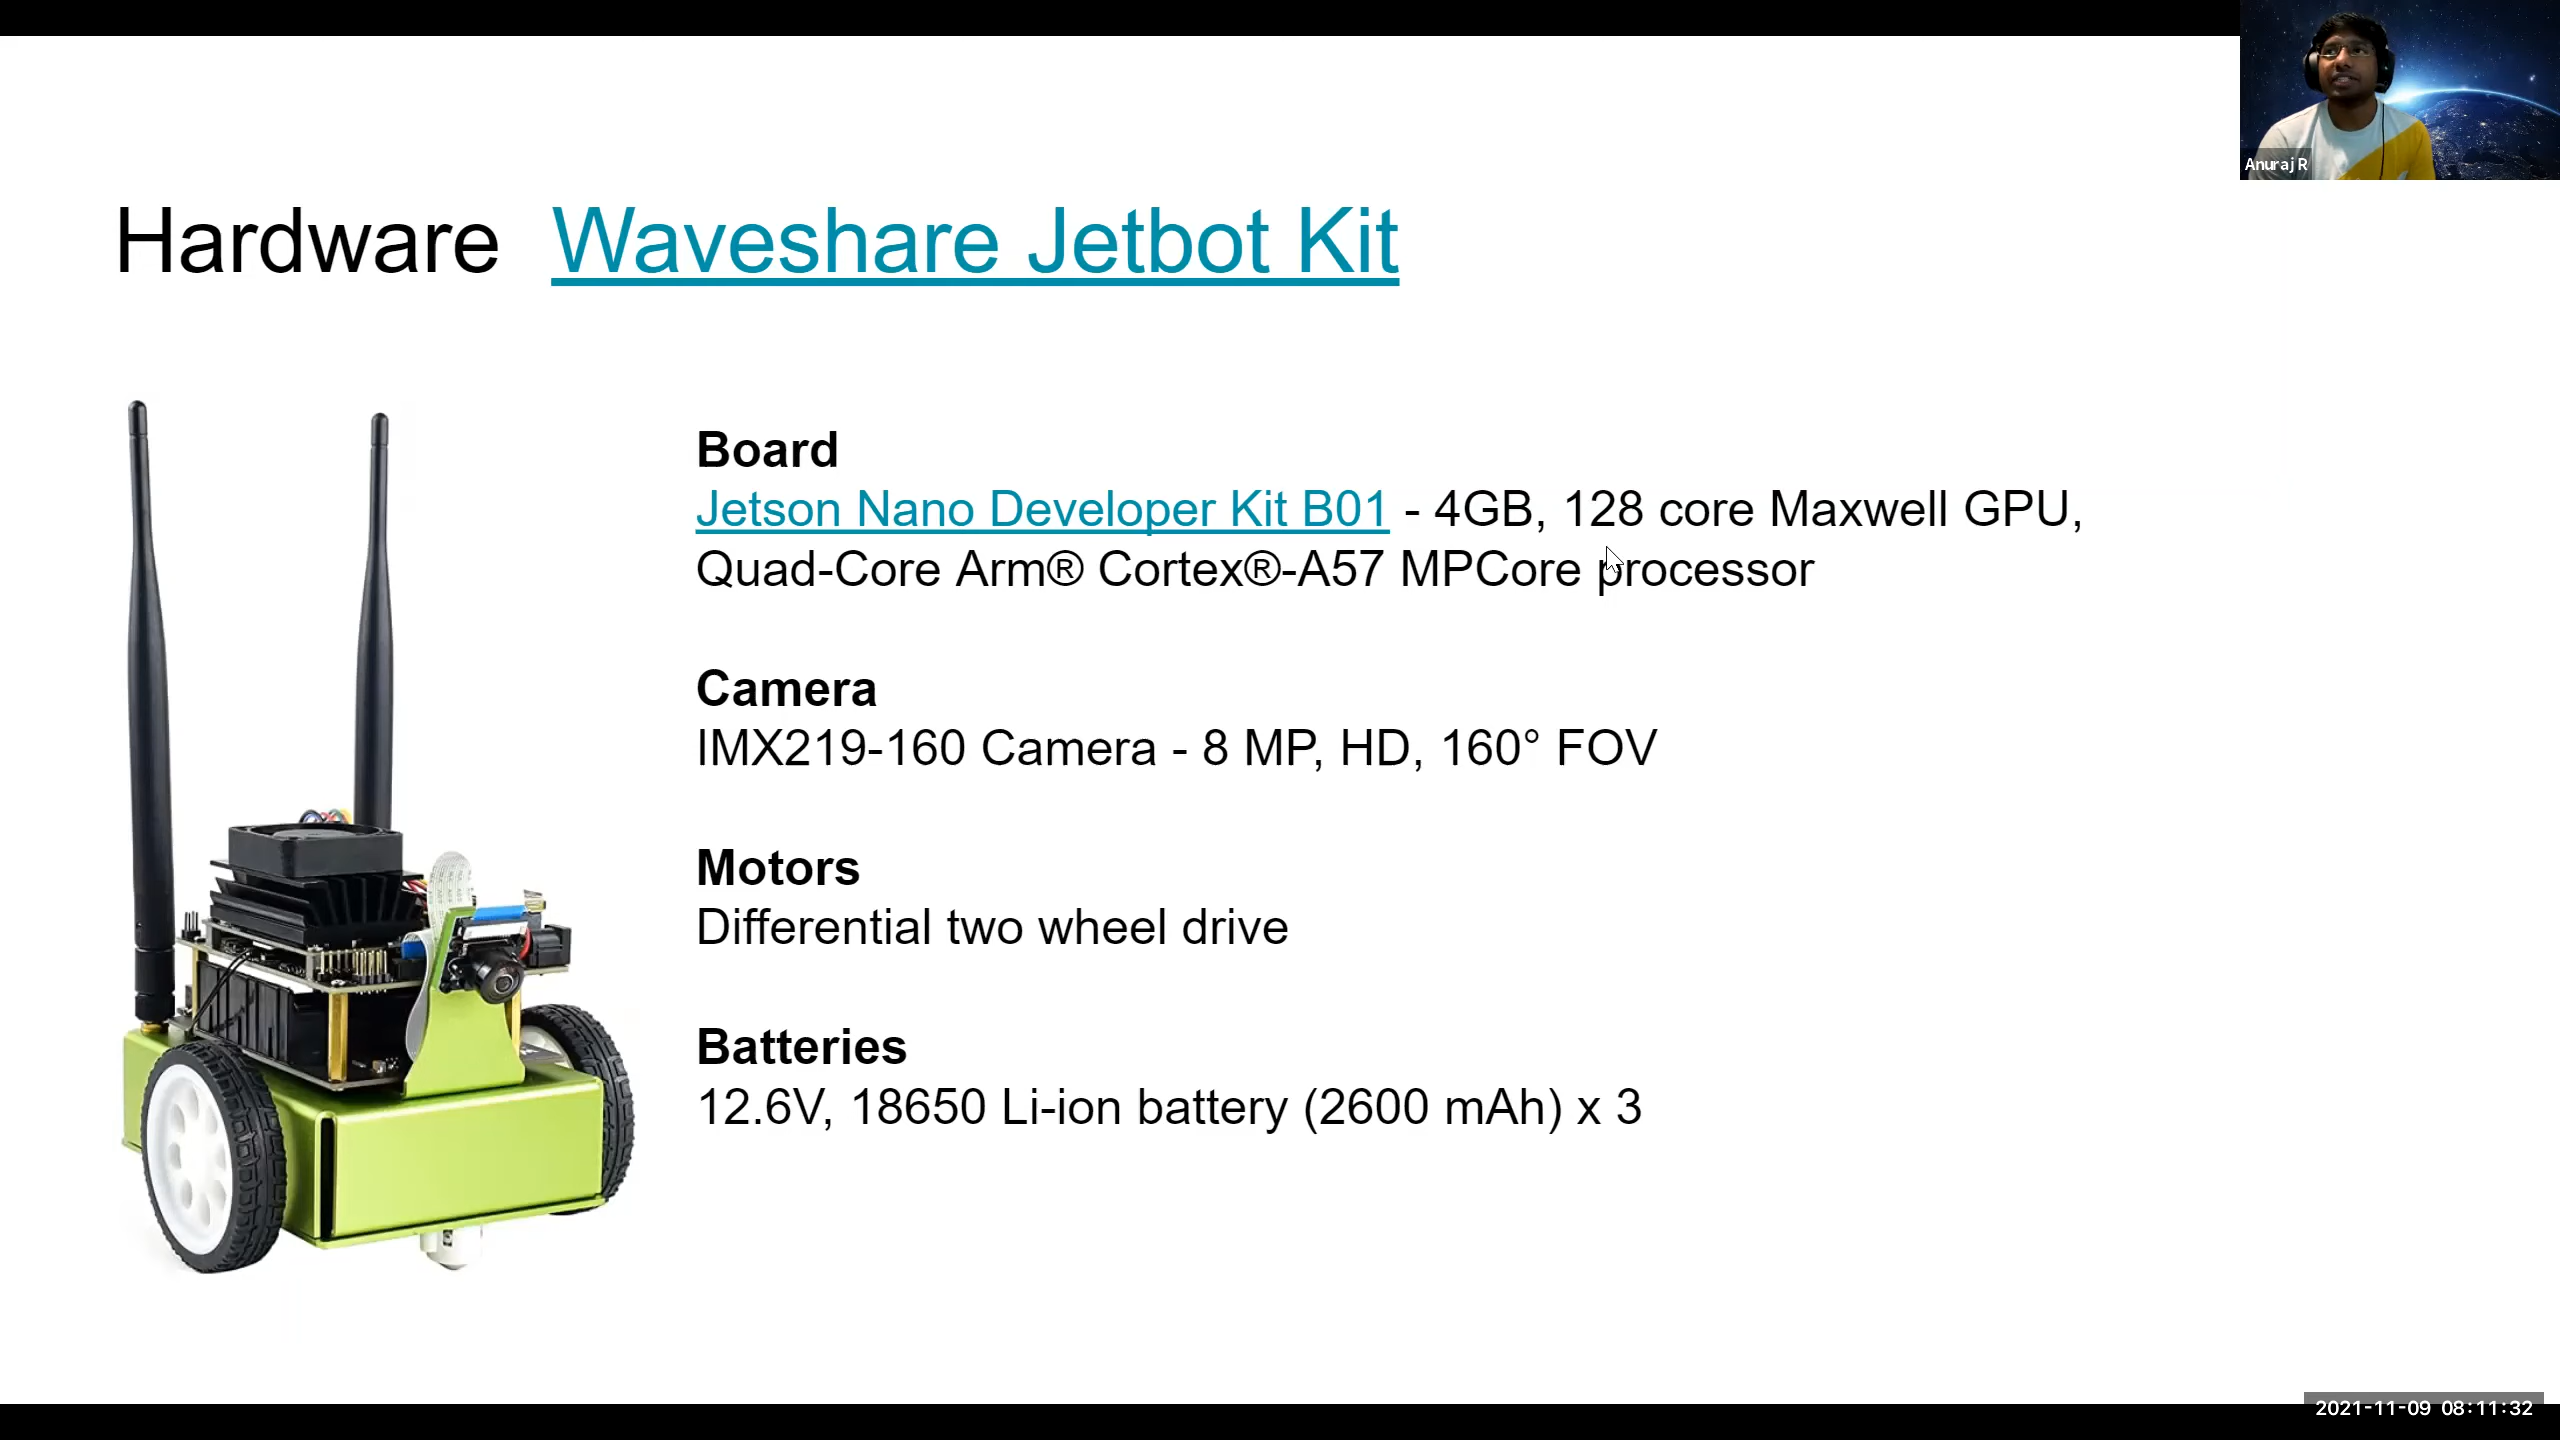 Anuraj R
Hardware Waveshare Jetbot Kit
Board
Jetson Nano Developer Kit B01 - 4GB, 128 core Maxwell GPU,
Quad-Core Arm® Cortex®-A57 MPCore processor
Camera
IMX219-160 Camera - 8 MP, HD, 160° FOV
Motors
Differential two wheel drive
Batteries
12.6V, 18650 Li-ion battery (2600 mAh) x 3
2021-11-09 08:11:32